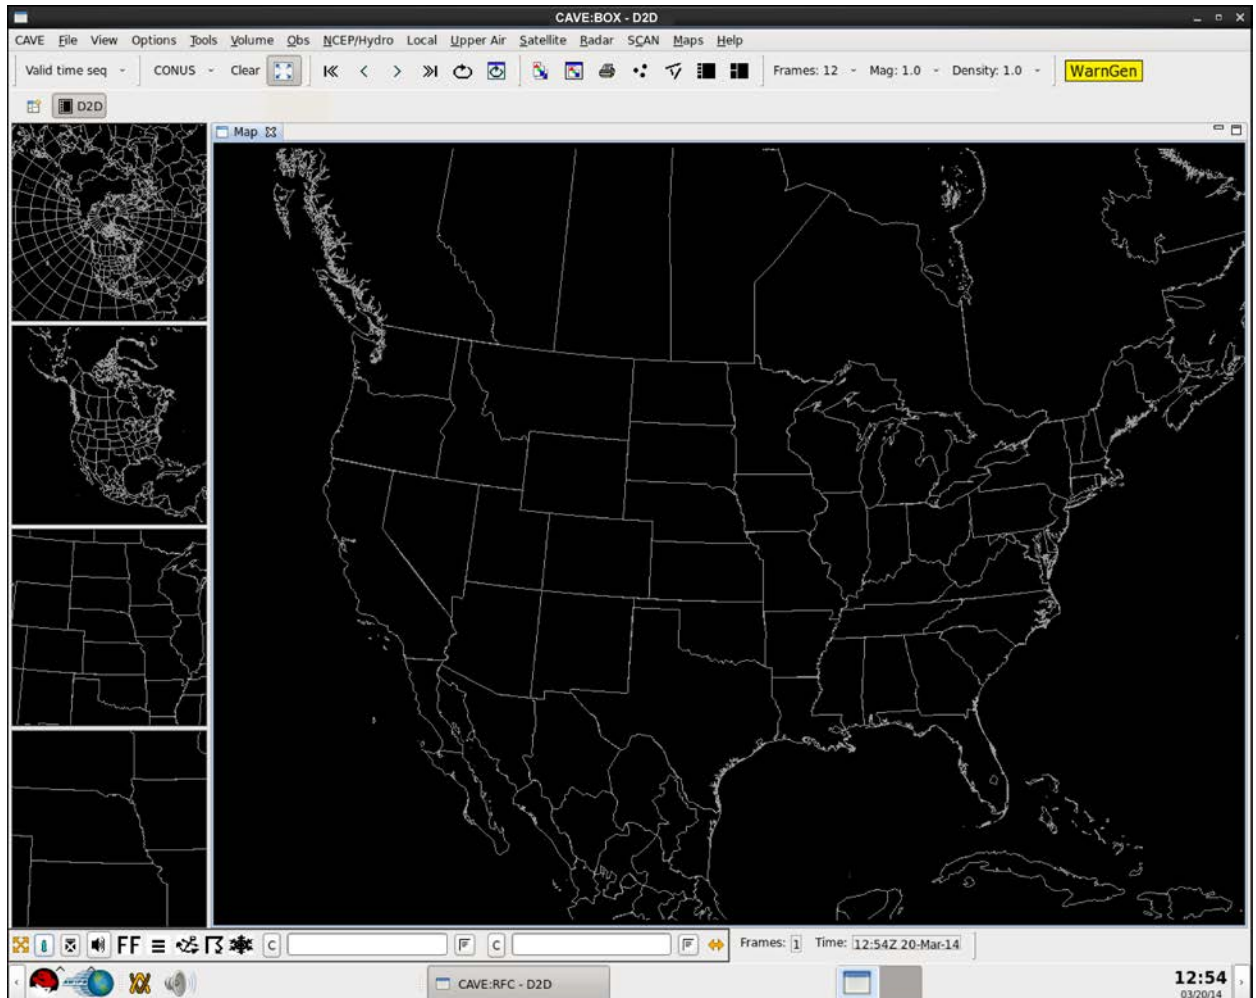 CAVE:BOX - D2D
CAVE File View Options Tools Volume Obs NCEP/Hydro Local Upper Air Satellite Radar SCAN Maps Help
Valid time seq CONUS Clear Frames: 12 Mag: 1.0 Density: 1.0 WarnGen
D2D
Map
FF C C Frames: 1 Time: 12:54Z 20-Mar-14
CAVE:RFC - D2D 12:54
03/20/14